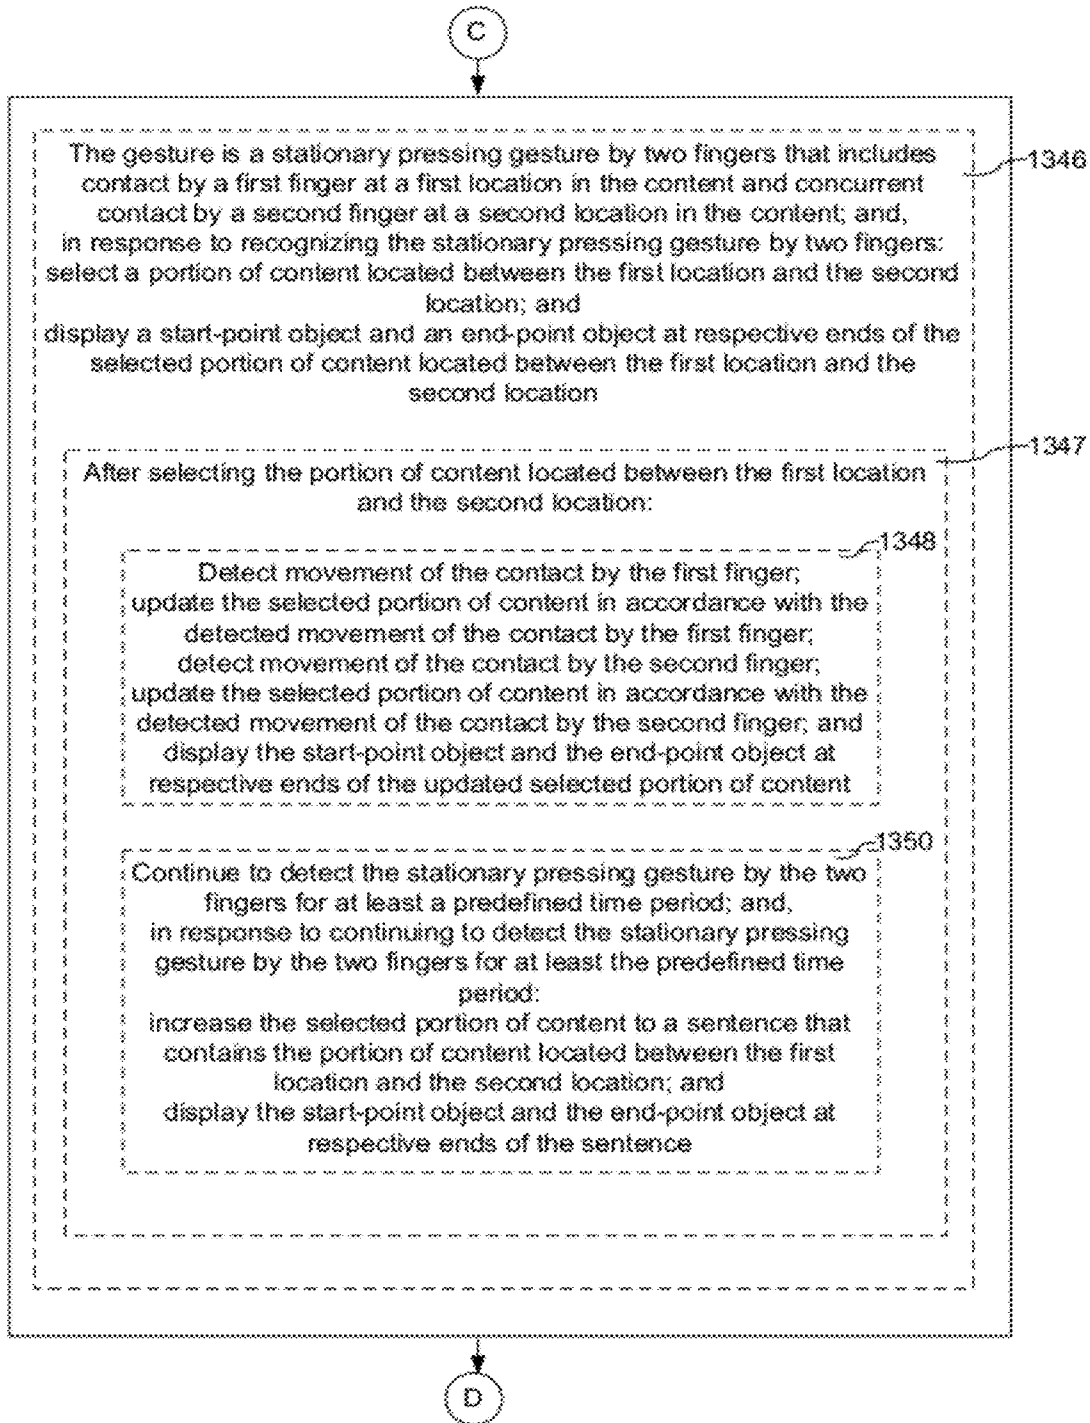 C
The gesture is a stationary pressing gesture by two fingers that includes
contact by a first finger at a first location in the content and concurrent
contact by a second finger at a second location in the content; and,
in response to recognizing the stationary pressing gesture by two fingers:
select a portion of content located between the first location and the second
location; and
display a start-point object and an end-point object at respective ends of the
selected portion of content located between the first location and the
second location
1346
After selecting the portion of content located between the first location
and the second location:
1347
1348
Detect movement of the contact by the first finger;
update the selected portion of content in accordance with the
detected movement of the contact by the first finger;
detect movement of the contact by the second finger;
update the selected portion of content in accordance with the
detected movement of the contact by the second finger; and
display the start-point object and the end-point object at
respective ends of the updated selected portion of content
1350
Continue to detect the stationary pressing gesture by the two
fingers for at least a predefined time period; and,
in response to continuing to detect the stationary pressing
gesture by the two fingers for at least the predefined time
period:
increase the selected portion of content to a sentence that
contains the portion of content located between the first
location and the second location; and
display the start-point object and the end-point object at
respective ends of the sentence
D